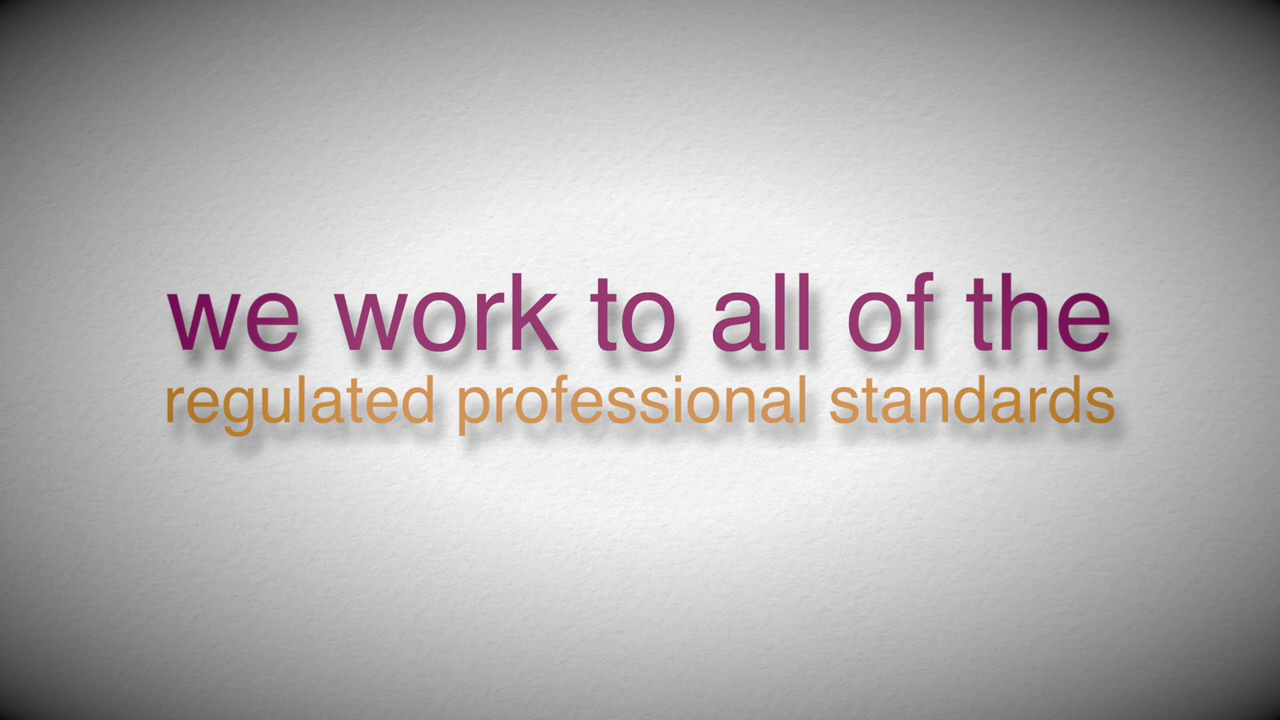 we work to all of the
regulated professional standards